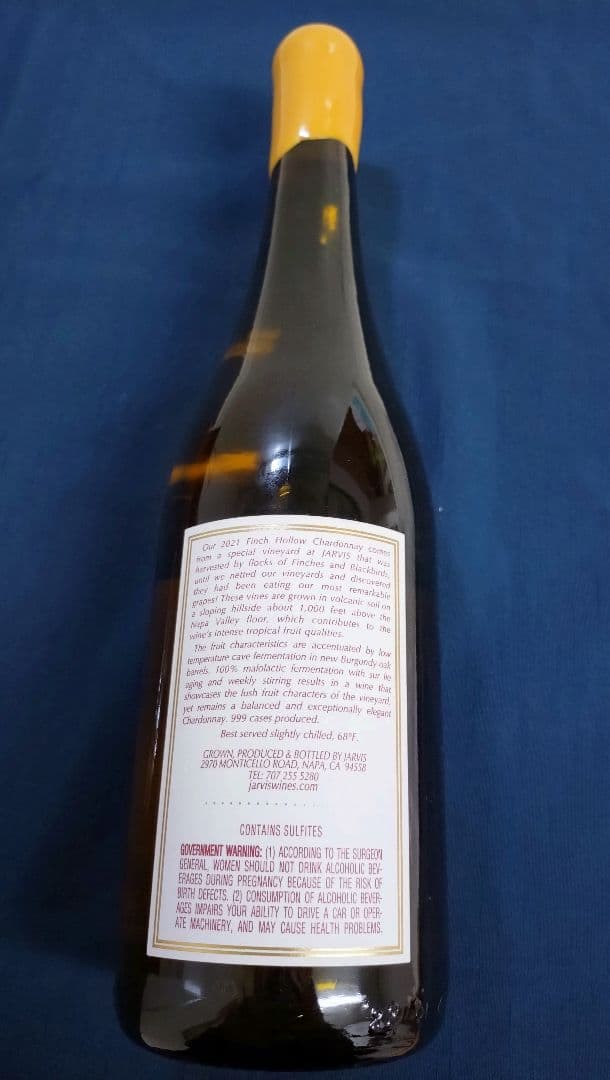 Our 2021 Finch Hollow Chardonnay comes
from a special vineyard at JARVIS that was
harvested by flocks of Finches and Blackbirds,
until we netted our vineyards and discovered
they had been eating our most remarkable
grapes! These vines are grown in volcanic soil on
a sloping hillside about 1,000 feet above the
Napa Valley floor, which contributes to the
wine's intense tropical fruit qualities.
The fruit characteristics are accentuated by low
temperature cave fermentation in new Burgundy oak
barrels. 100% malolactic fermentation with sur lie
aging and weekly stirring results in a wine that
showcases the lush fruit characters of the vineyard,
yet remains a balanced and exceptionally elegant
Chardonnay. 999 cases produced.
Best served slightly chilled, 68°F.
GROWN, PRODUCED & BOTTLED BY JARVIS
2970 MONTICELLO ROAD, NAPA, CA 94558
TEL: 707 255 5280
jarviswines.com
CONTAINS SULFITES
GOVERNMENT WARNING: (1) ACCORDING TO THE SURGEON
GENERAL, WOMEN SHOULD NOT DRINK ALCOHOLIC BEV-
ERAGES DURING PREGNANCY BECAUSE OF THE RISK OF
BIRTH DEFECTS. (2) CONSUMPTION OF ALCOHOLIC BEVER-
AGES IMPAIRS YOUR ABILITY TO DRIVE A CAR OR OPER-
ATE MACHINERY, AND MAY CAUSE HEALTH PROBLEMS.